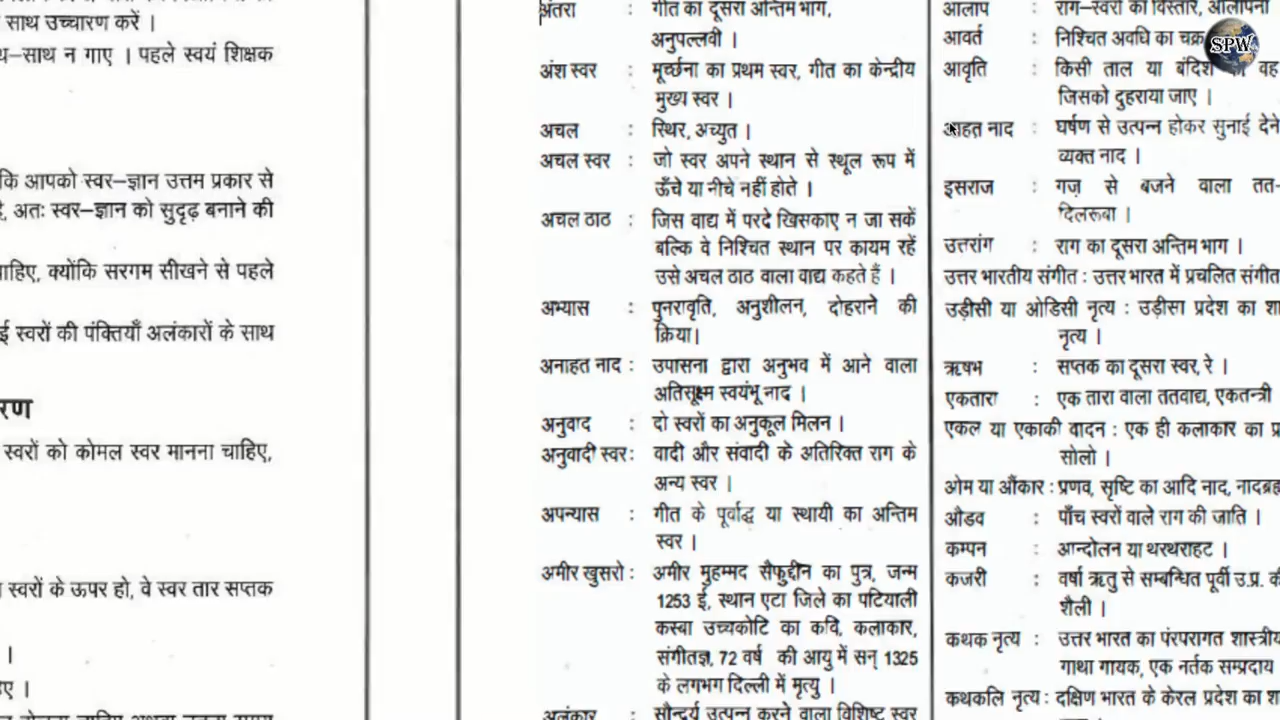 साथ उच्चारण करें ।
साथ न गाए । पहले स्वयं शिक्षक
कि आपको स्वर–ज्ञान उत्तम प्रकार से
अतः स्वर–ज्ञान को सुदृढ़ बनाने की
चाहिए, क्योंकि सरगम सीखने से पहले
स्वरों की पंक्तियाँ अलंकारों के साथ
स्वरों को कोमल स्वर मानना चाहिए,
स्वरों के ऊपर हो, वे स्वर तार सप्तक
।
अंतरा : गीत का दूसरा अन्तिम भाग,
अनुपल्लवी ।
अंश स्वर : मूर्च्छना का प्रथम स्वर, गीत का केन्द्रीय
मुख्य स्वर ।
अचल : स्थिर, अच्युत ।
अचल स्वर : जो स्वर अपने स्थान से स्थूल रूप में
ऊँचे या नीचे नहीं होते ।
अचल ठाठ : जिस वाद्य में परदे खिसकाए न जा सकें
बल्कि वे निश्चित स्थान पर कायम रहें
उसे अचल ठाठ वाला वाद्य कहते हैं ।
अभ्यास : पुनरावृति, अनुशीलन, दोहराने की
क्रिया।
अनाहत नाद : उपासना द्वारा अनुभव में आने वाला
अतिसूक्ष्म स्वयंभू नाद ।
अनुवाद : दो स्वरों का अनुकूल मिलन ।
अनुवादी स्वर : वादी और संवादी के अतिरिक्त राग के
अन्य स्वर ।
अपन्यास : गीत के पूर्वाद्ध या स्थायी का अन्तिम
स्वर ।
अमीर खुसरो : अमीर मुहम्मद सैफुद्दीन का पुत्र, जन्म
1253 ई, स्थान एटा जिले का पटियाली
कस्बा उच्चकोटि का कवि, कलाकार,
संगीतज्ञ, 72 वर्ष की आयु में सन् 1325
के लगभग दिल्ली में मृत्यु ।
अलंकार : सौन्दर्य उत्पन्न करने वाला विशिष्ट स्वर
आलाप : राग–स्वरों का विस्तार, आलापना
आवर्त : निश्चित अवधि का चक्र
आवृति : किसी ताल या बंदिश वह
जिसको दुहराया जाए ।
आहत नाद : घर्षण से उत्पन्न होकर सुनाई देने
व्यक्त नाद ।
इसराज : गज़ से बजने वाला तत–
दिलरूबा ।
उत्तरांग : राग का दूसरा अन्तिम भाग ।
उत्तर भारतीय संगीत : उत्तर भारत में प्रचलित संगीत
उड़ीसी या ओडिसी नृत्य : उड़ीसा प्रदेश का
नृत्य ।
ऋषभ : सप्तक का दूसरा स्वर, रे ।
एकतारा : एक तारा वाला ततवाद्य, एकतन्त्री
एकल या एकाकी वादन : एक ही कलाकार का
सोलो ।
ओम या औंकार : प्रणव, सृष्टि का आदि नाद,
औडव : पाँच स्वरों वाले राग की जाति ।
कम्पन : आन्दोलन या थरथराहट ।
कजरी : वर्षा ऋतु से सम्बन्धित पूर्वी उ.प्र. की
शैली ।
कथक नृत्य : उत्तर भारत का पंरपरागत शास्त्रीय
गाथा गायक, एक नर्तक सम्प्रदाय
कथकलि नृत्य : दक्षिण भारत के केरल प्रदेश का
SPW